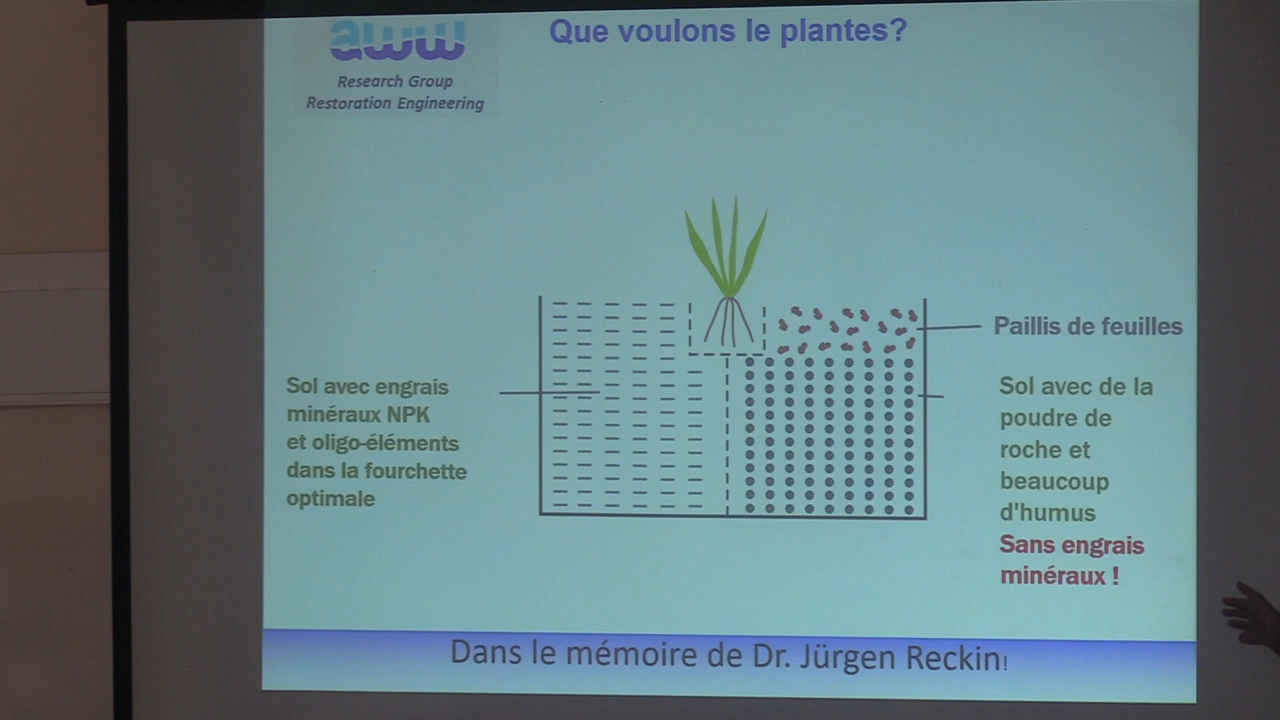 Que voulons le plantes?
aww
Research Group
Restoration Engineering
Paillis de feuilles
Sol avec engrais
minéraux NPK
et oligo-éléments
dans la fourchette
optimale
Sol avec de la
poudre de
roche et
beaucoup
d'humus
Sans engrais
minéraux !
Dans le mémoire de Dr. Jürgen Reckin!